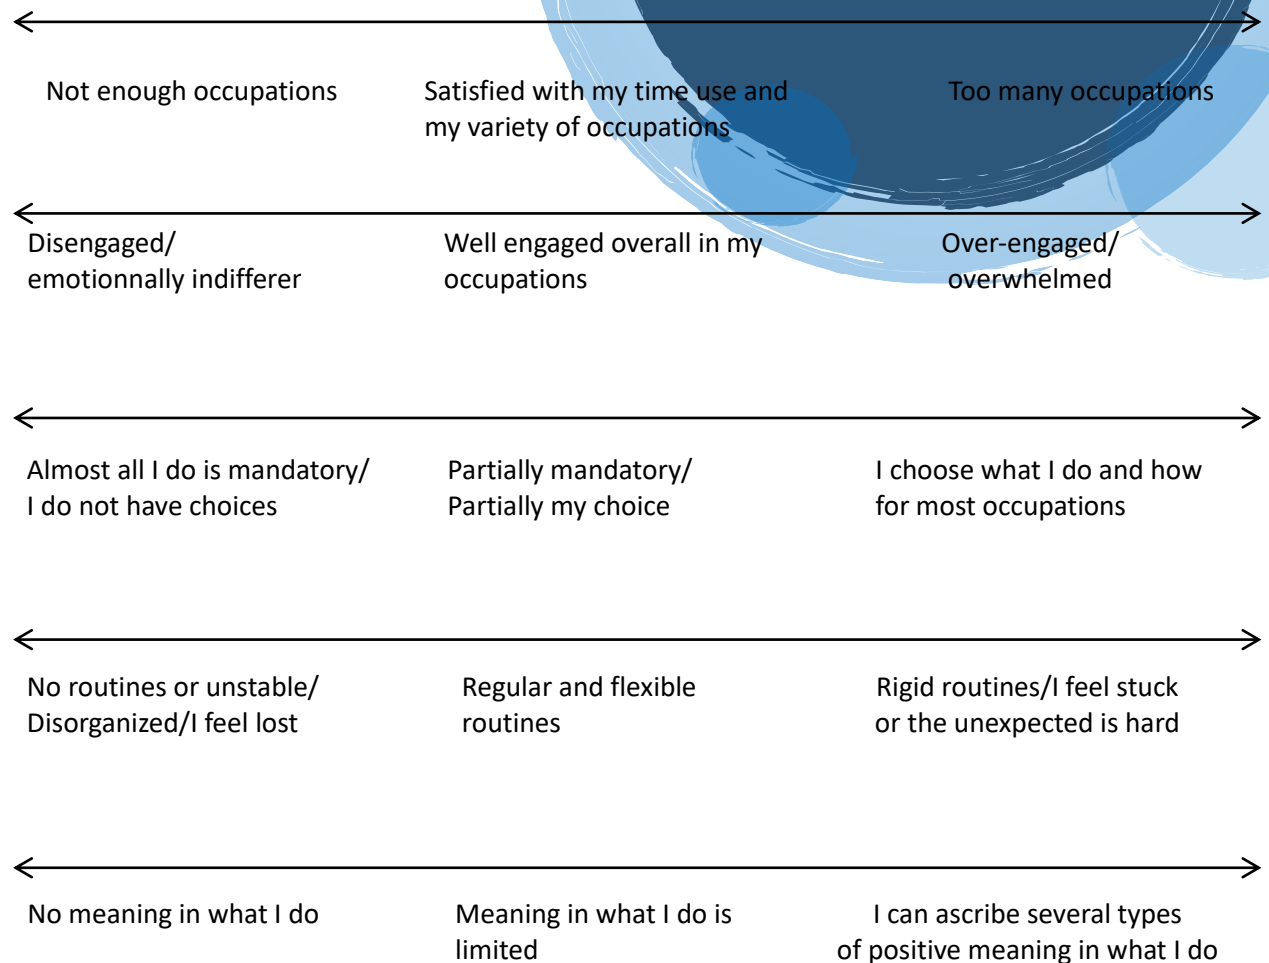 Not enough occupations
Satisfied with my time use and
my variety of occupations
Too many occupations
Disengaged/
emotionnally indifferer
Well engaged overall in my
occupations
Over-engaged/
overwhelmed
Almost all I do is mandatory/
I do not have choices
Partially mandatory/
Partially my choice
I choose what I do and how
for most occupations
No routines or unstable/
Disorganized/I feel lost
Regular and flexible
routines
Rigid routines/I feel stuck
or the unexpected is hard
No meaning in what I do
Meaning in what I do is
limited
I can ascribe several types
of positive meaning in what I do